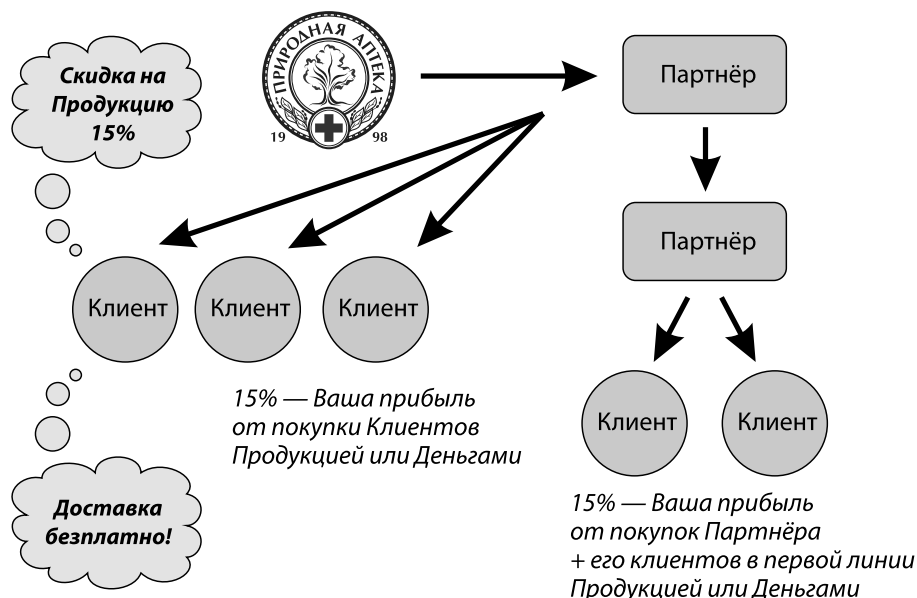 Скидка на
Продукцию
15%
ПРИРОДНАЯ АПТЕКА
19 98
Партнёр
Партнёр
Клиент
Клиент
Клиент
15% — Ваша прибыль
от покупки Клиентов
Продукцией или Деньгами
Клиент
Клиент
Доставка
безплатно!
15% — Ваша прибыль
от покупок Партнёра
+ его клиентов в первой линии
Продукцией или Деньгами